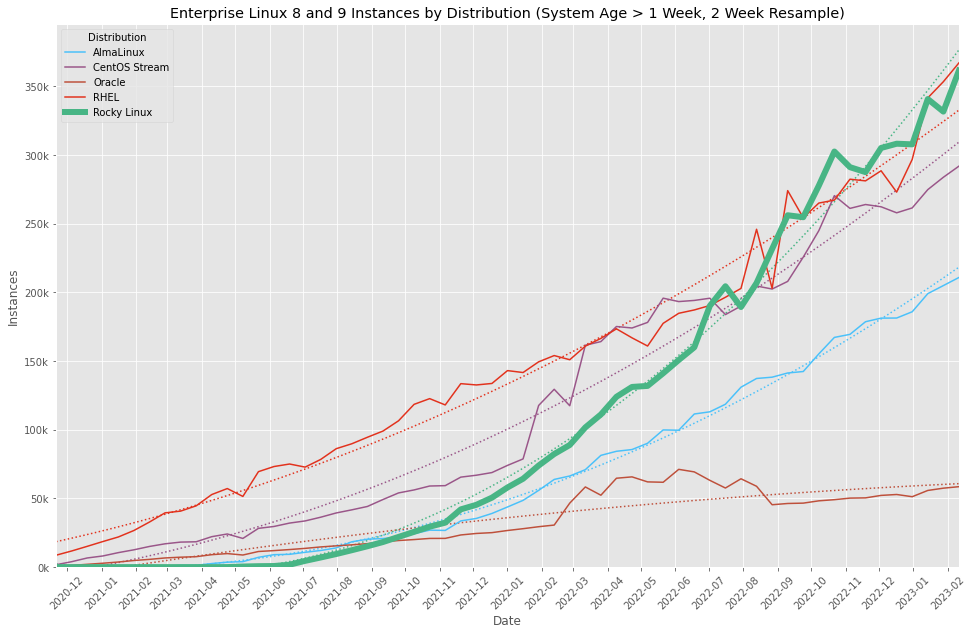 Enterprise Linux 8 and 9 Instances by Distribution (System Age > 1 Week, 2 Week Resample)
Distribution
AlmaLinux
CentOS Stream
Oracle
RHEL
Rocky Linux
350k
300k
250k
200k
150k
100k
50k
0k
Instances
2020-12
2021-01
2021-02
2021-03
2021-04
2021-05
2021-06
2021-07
2021-08
2021-09
2021-10
2021-11
2021-12
2022-01
2022-02
2022-03
2022-04
2022-05
2022-06
2022-07
2022-08
2022-09
2022-10
2022-11
2022-12
2023-01
2023-02
Date